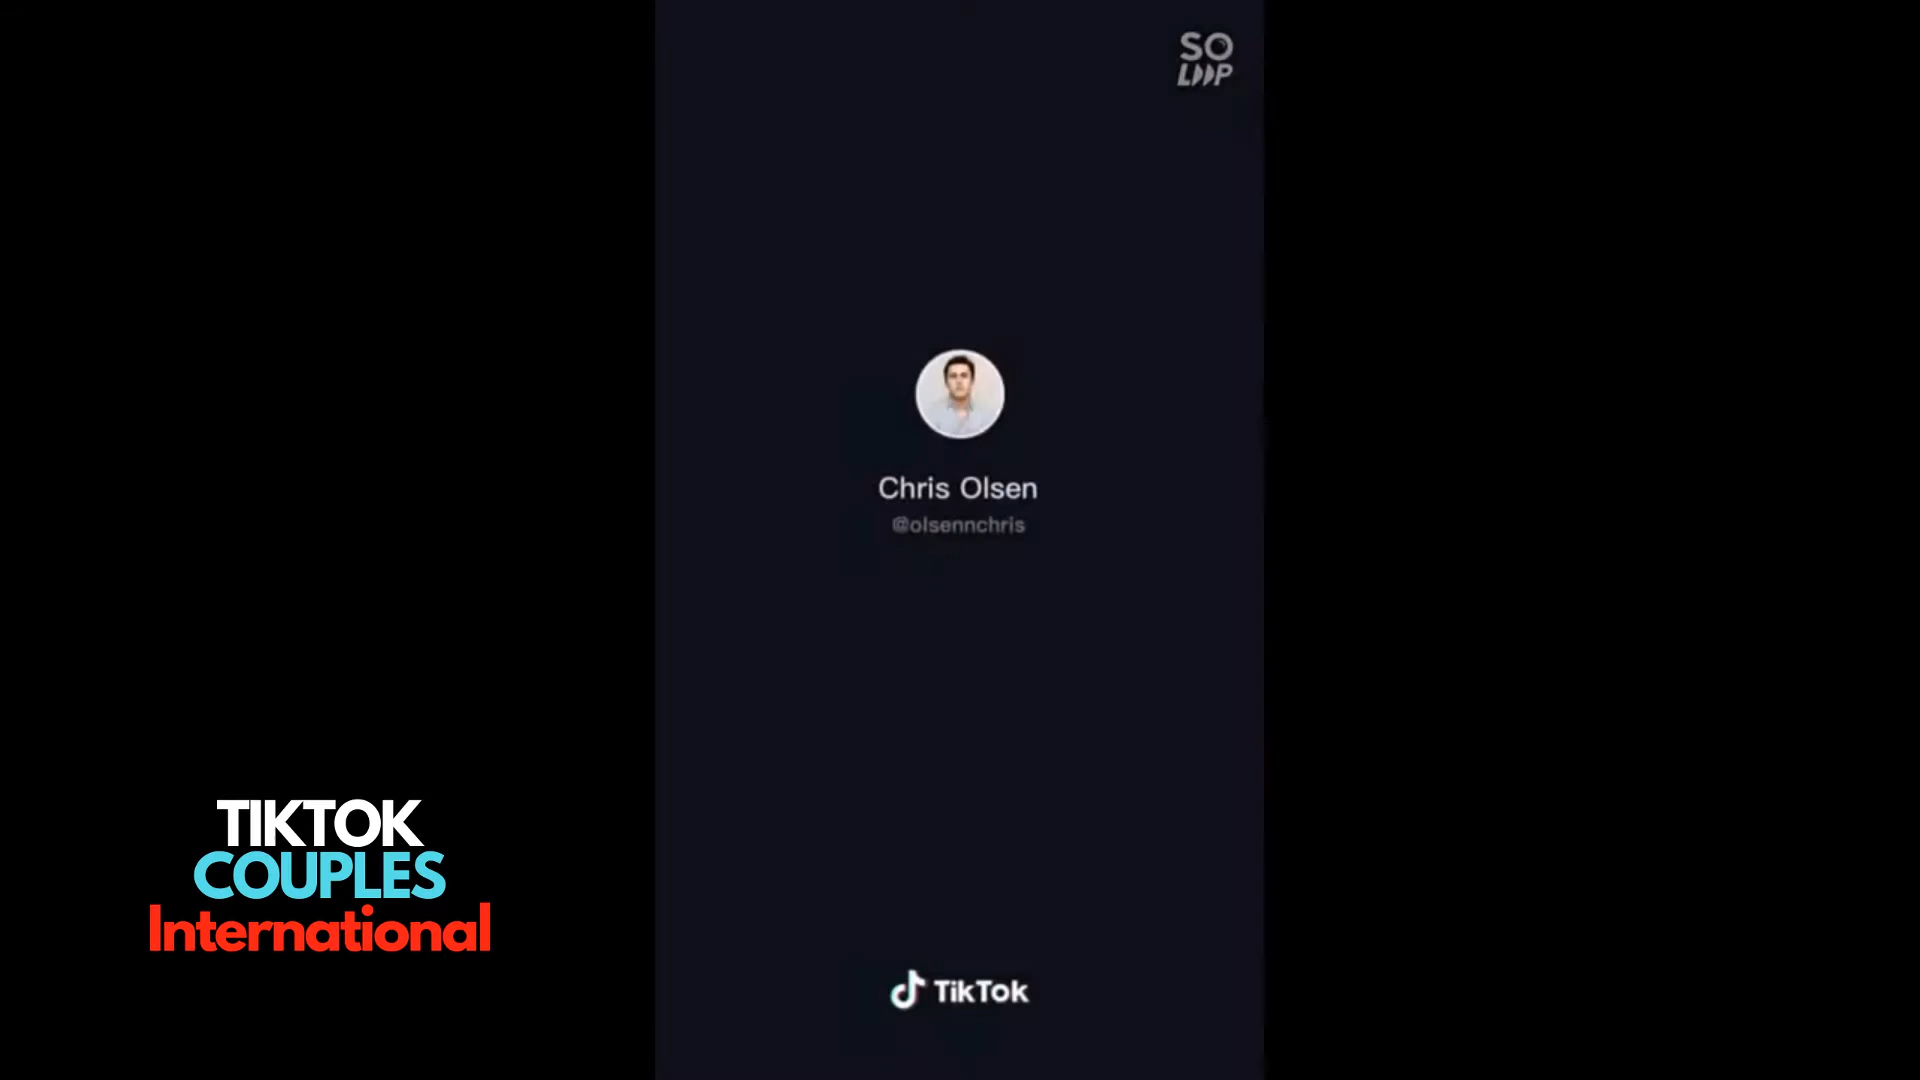 SO
LOOP
Chris Olsen
@olsennchris
TIKTOK
COUPLES
International
TikTok